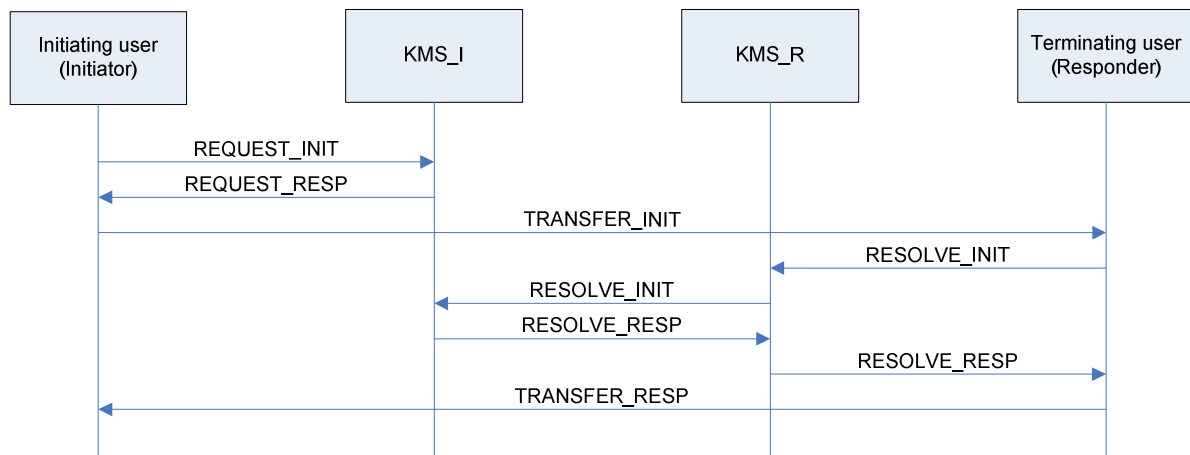 Initiating user
(Initiator)
KMS_I
KMS_R
Terminating user
(Responder)
REQUEST_INIT
REQUEST_RESP
TRANSFER_INIT
RESOLVE_INIT
RESOLVE_INIT
RESOLVE_RESP
RESOLVE_RESP
TRANSFER_RESP